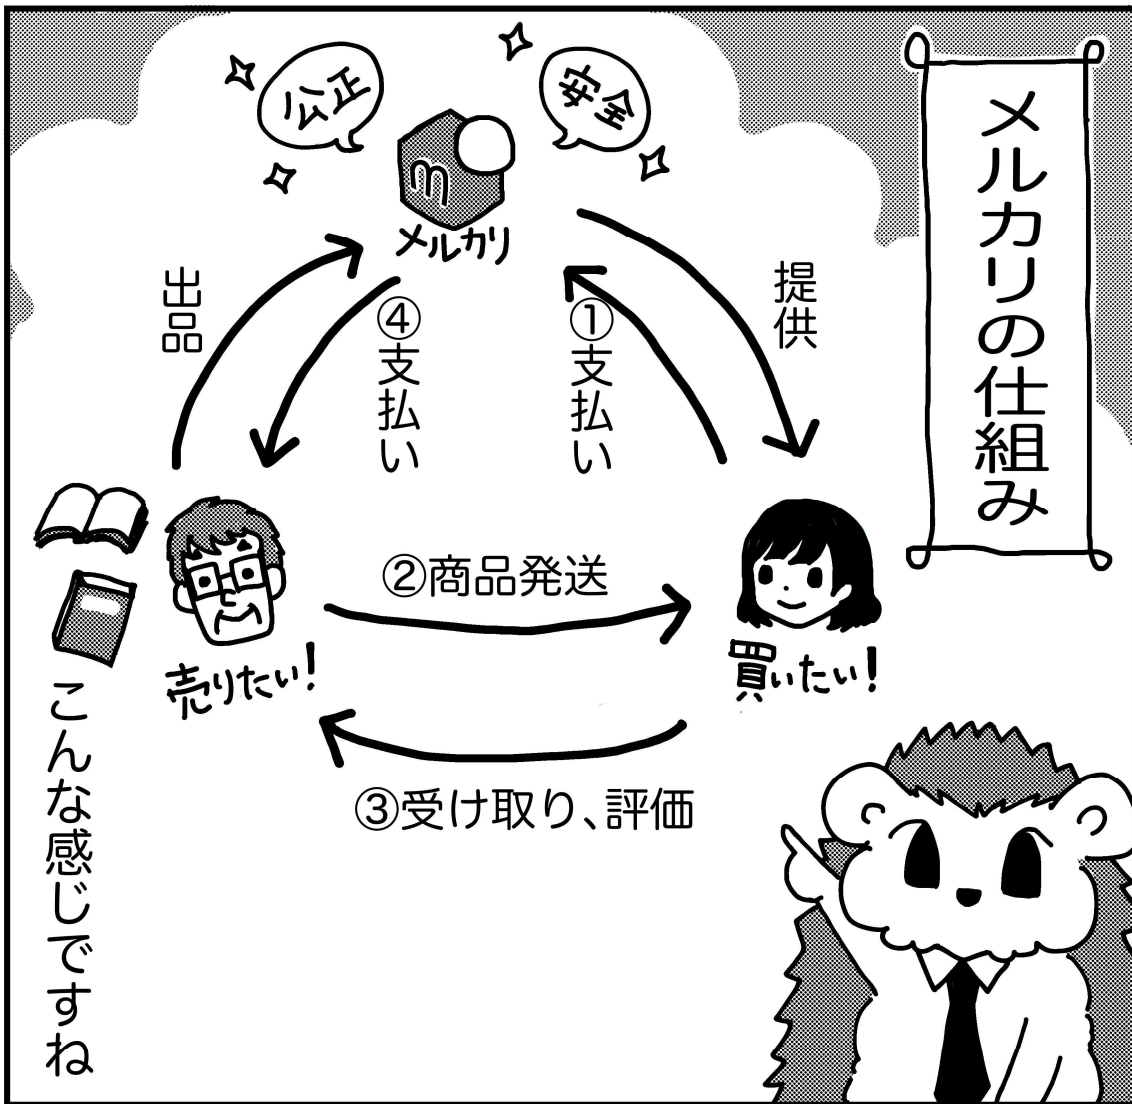 メルカリの仕組み
安全
公正
m
メルカリ
提供
①支払い
④支払い
出品
②商品発送
買いたい!
売りたい!
③受け取り、評価
こんな感じですね